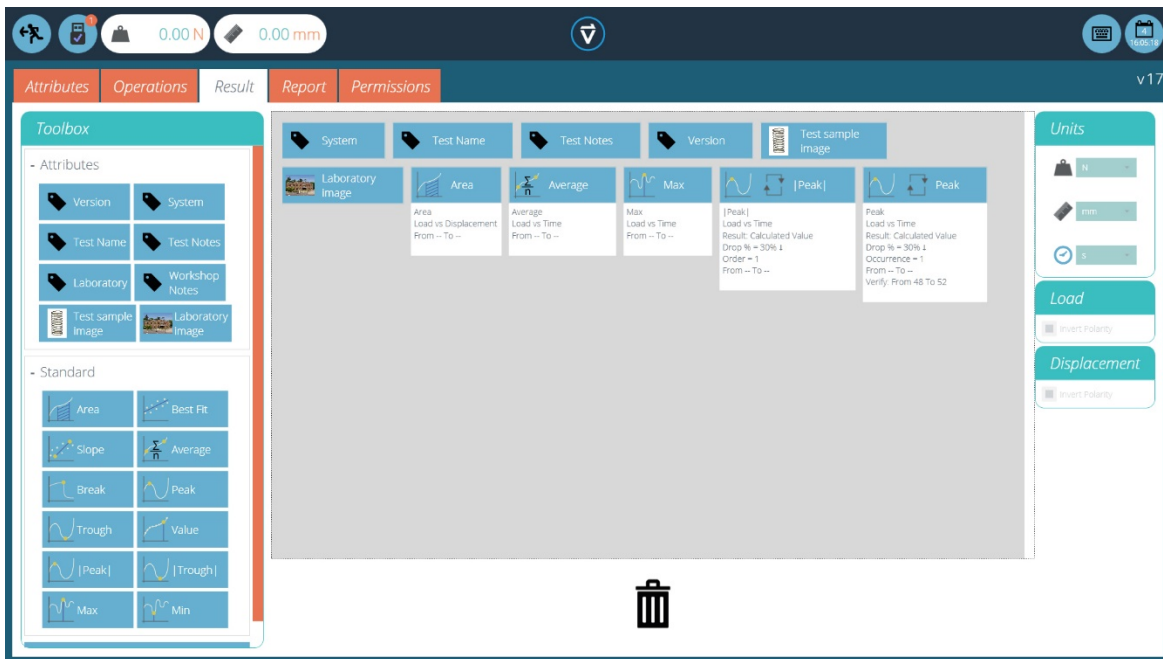 1
0.00 N
0.00 mm
4
16:05:18
Attributes
Operations
Result
Report
Permissions
v17
Toolbox
- Attributes
Version
System
Test Name
Test Notes
Laboratory
Workshop
Notes
Test sample
image
Laboratory
image
- Standard
Area
Best Fit
Slope
Σ
n
Average
Break
Peak
Trough
Value
|Peak|
|Trough|
Max
Min
System
Test Name
Test Notes
Version
Test sample
image
Laboratory
image
Area
Area
Load vs Displacement
From -- To --
Σ
n
Average
Average
Load vs Time
From -- To --
Max
Max
Load vs Time
From -- To --
|Peak|
|Peak|
Load vs Time
Result: Calculated Value
Drop % = 30% ↓
Order = 1
From -- To --
Peak
Peak
Load vs Time
Result: Calculated Value
Drop % = 30% ↓
Occurrence = 1
From -- To --
Verify: From 48 To 52
Units
N
mm
s
Load
Invert Polarity
Displacement
Invert Polarity